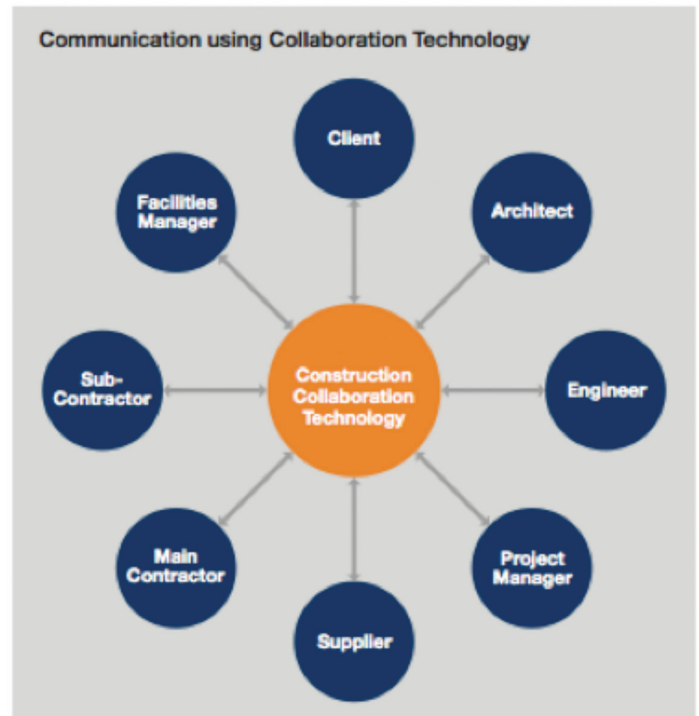 Communication using Collaboration Technology
Client
Architect
Engineer
Project
Manager
Supplier
Main
Contractor
Sub-
Contractor
Facilities
Manager
Construction
Collaboration
Technology